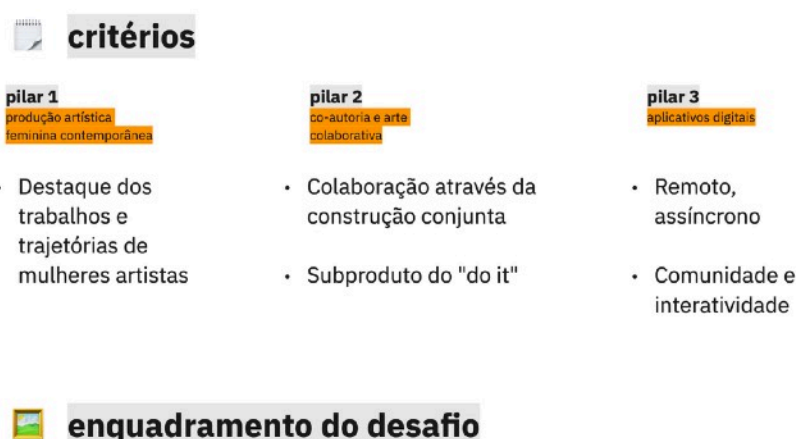 critérios
pilar 1
produção artística
feminina contemporânea
• Destaque dos
trabalhos e
trajetórias de
mulheres artistas
pilar 2
co-autoria e arte
colaborativa
• Colaboração através da
construção conjunta
• Subproduto do "do it"
pilar 3
aplicativos digitais
• Remoto,
assíncrono
• Comunidade e
interatividade
enquadramento do desafio